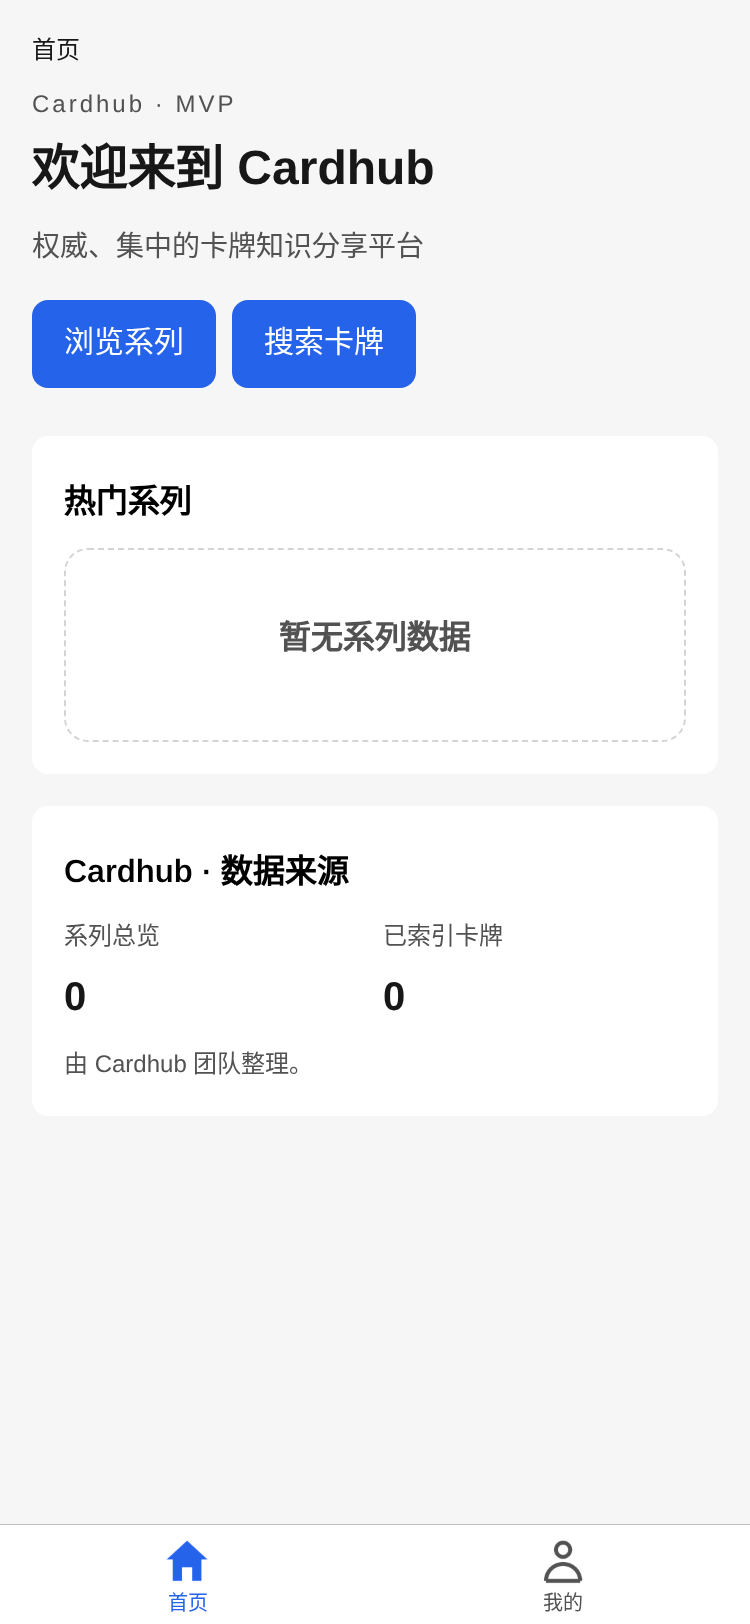 首页
Cardhub · MVP
欢迎来到 Cardhub
权威、集中的卡牌知识分享平台
浏览系列 搜索卡牌
热门系列
暂无系列数据
Cardhub · 数据来源
系列总览 已索引卡牌
0 0
由 Cardhub 团队整理。
首页 我的